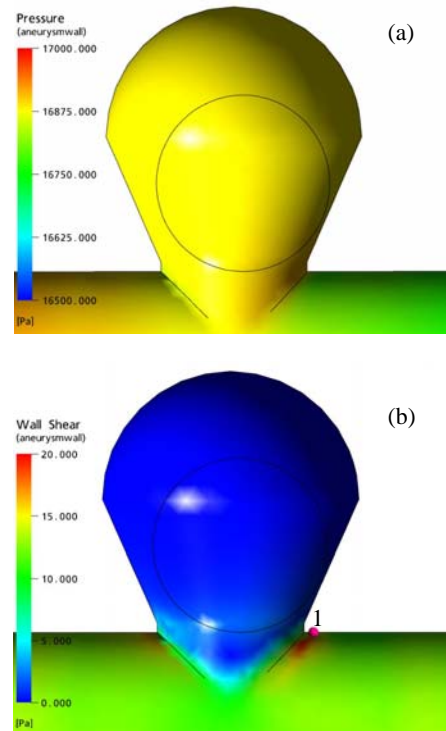 Pressure
(aneurysmwall)
(a)
17000.000
16875.000
16750.000
16625.000
16500.000
[Pa]
Wall Shear
(aneurysmwall)
(b)
20.000
15.000
10.000
5.000
0.000
[Pa]
1